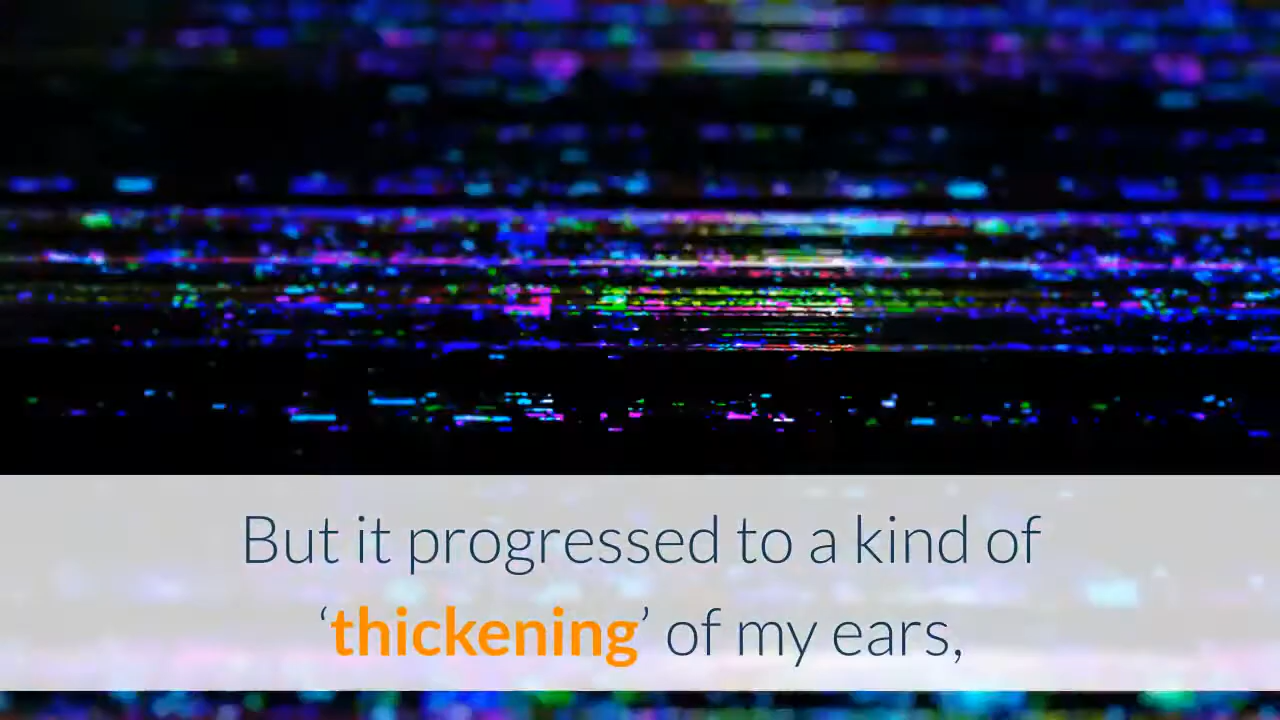 But it progressed to a kind of
‘thickening’ of my ears,